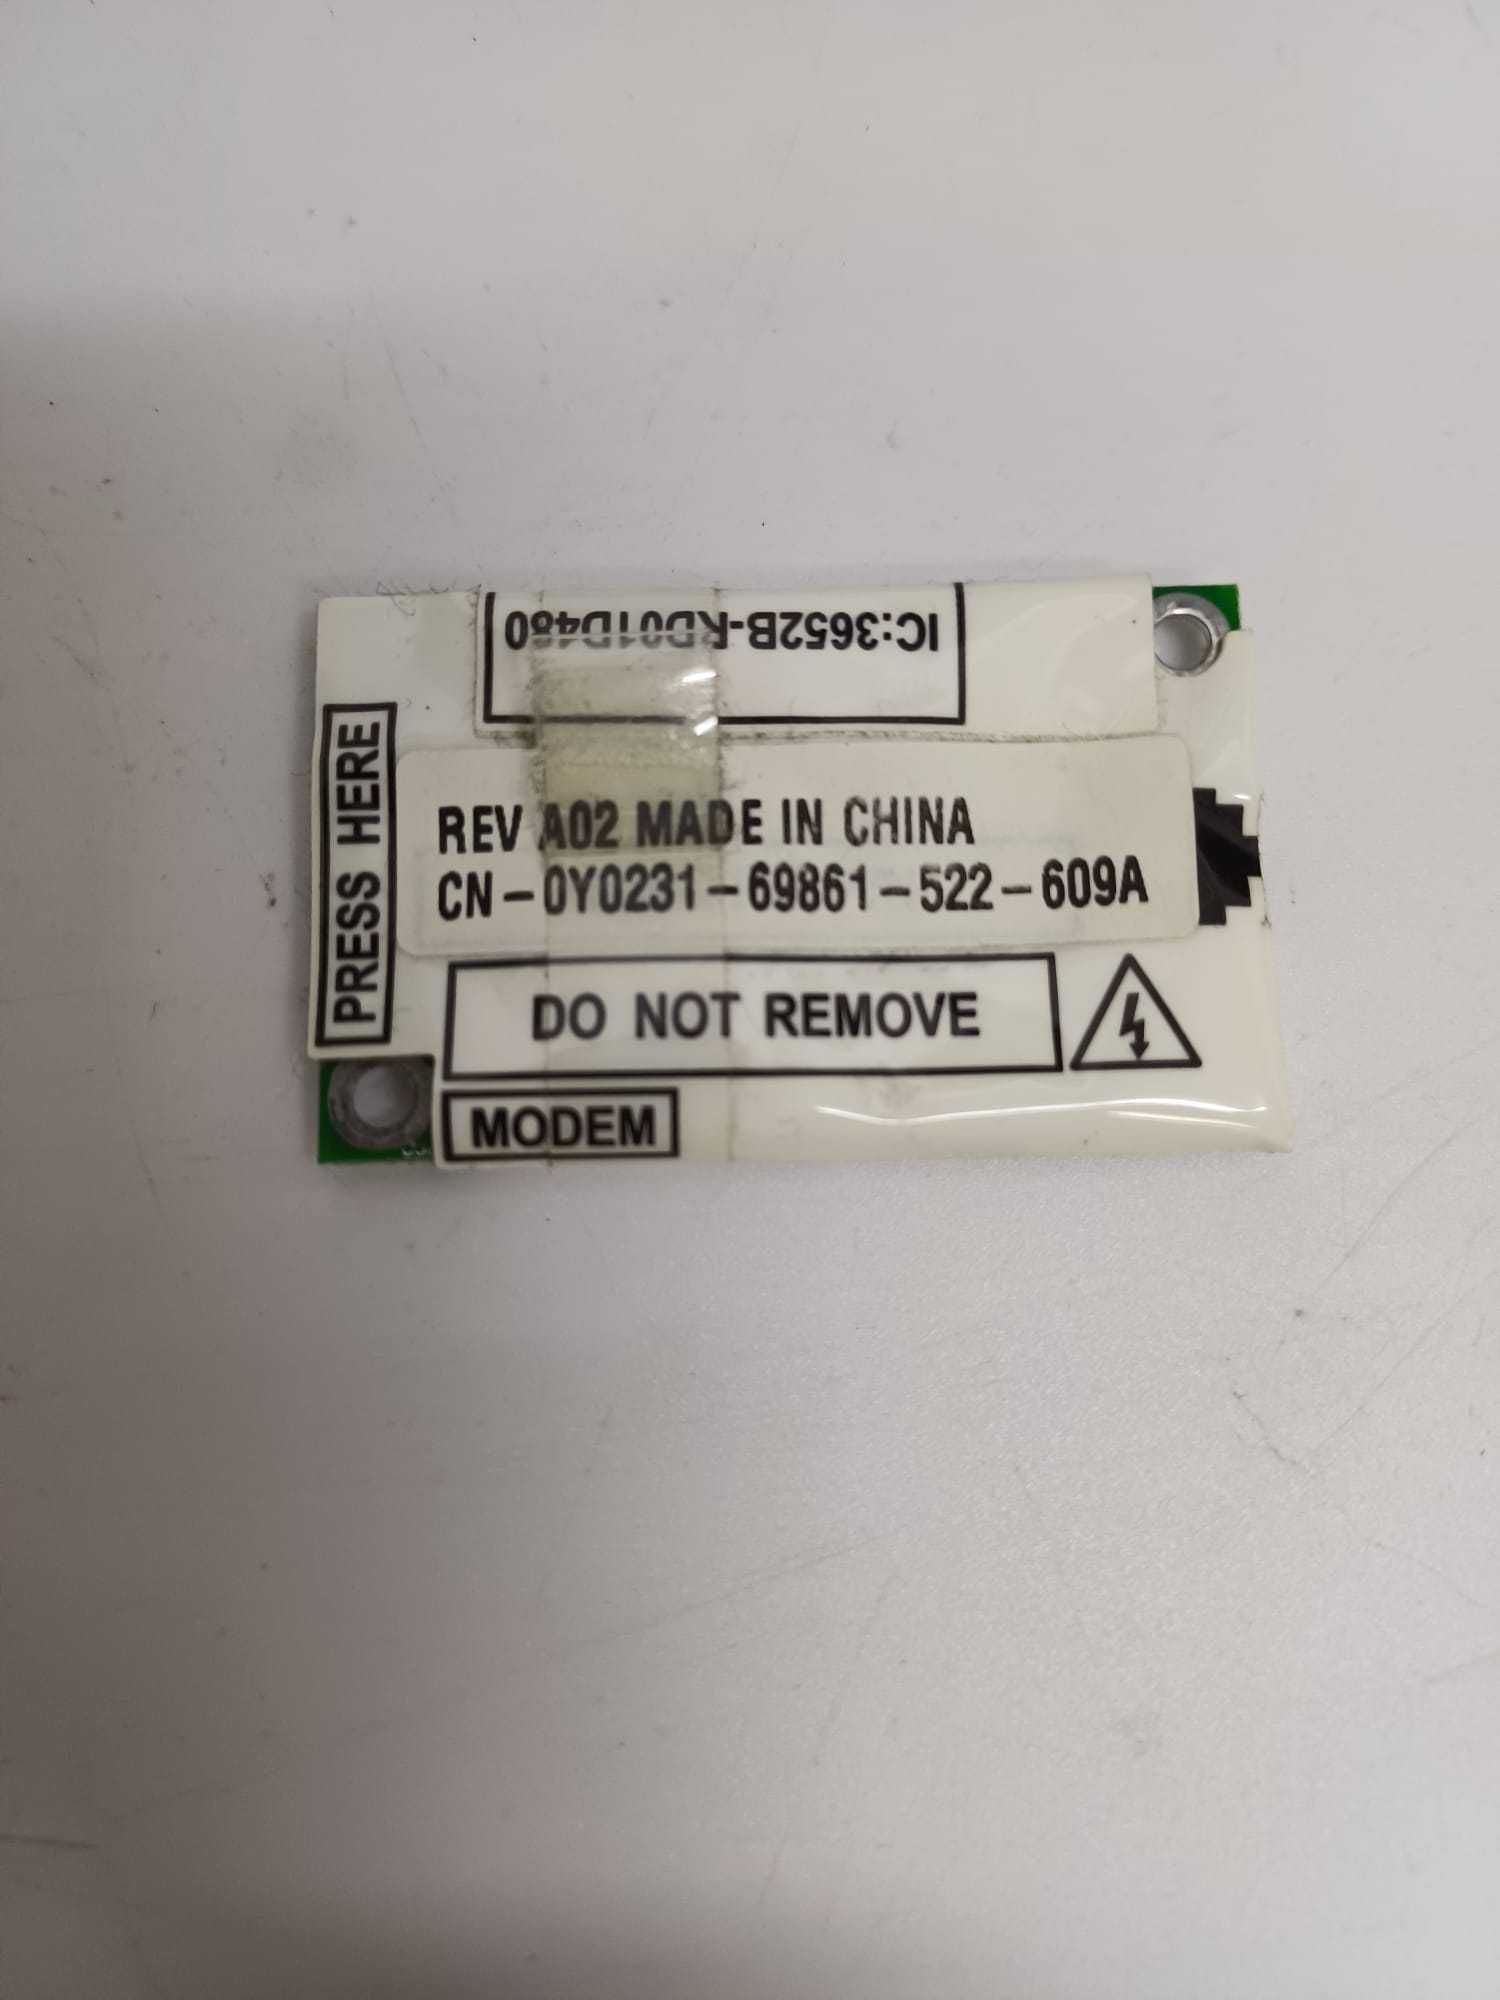 IC:3652B-RD01D480
PRESS HERE
REV A02 MADE IN CHINA
CN-0Y0231-69861-522-609A
DO NOT REMOVE
MODEM